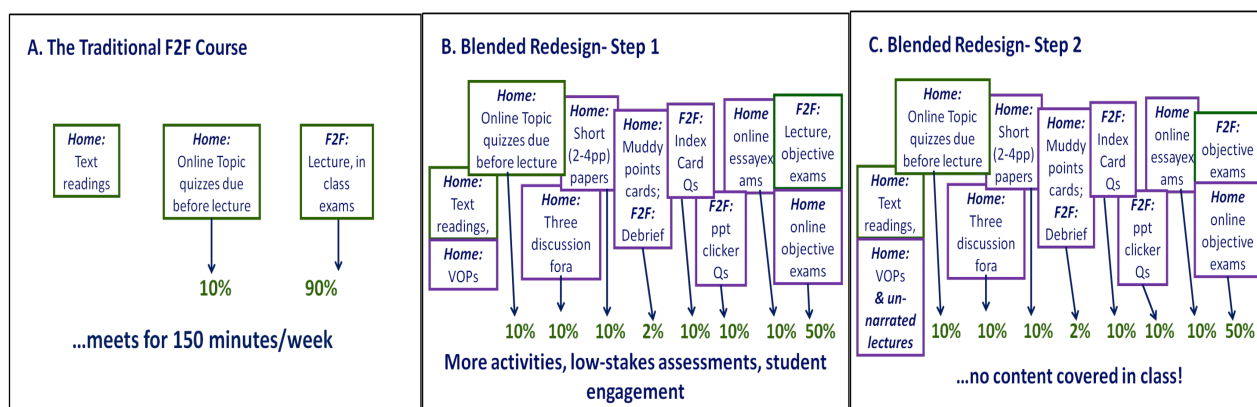 A. The Traditional F2F Course
Home:
Text
readings
Home:
Online Topic
quizzes due
before lecture
F2F:
Lecture, in
class
exams
10%
90%
...meets for 150 minutes/week
B. Blended Redesign- Step 1
Home:
Text
readings,
Home:
VOPs
Home:
Online Topic
quizzes due
before lecture
Home:
Three
discussion
fora
Home:
Short
(2-4pp)
papers
Home:
Muddy
points
cards;
F2F:
Debrief
F2F:
Index
Card
Qs
F2F:
ppt
clicker
Qs
Home
online
essayex
ams
F2F:
Lecture,
objective
exams
Home
online
objective
exams
10%
10%
10%
2%
10%
10%
10%
50%
More activities, low-stakes assessments, student
engagement
C. Blended Redesign- Step 2
Home:
Text
readings,
Home:
VOPs
& un-
narrated
lectures
Home:
Online Topic
quizzes due
before lecture
Home:
Three
discussion
fora
Home:
Short
(2-4pp)
papers
Home:
Muddy
points
cards;
F2F:
Debrief
F2F:
Index
Card
Qs
F2F:
ppt
clicker
Qs
Home
online
essayex
ams
F2F:
objective
exams
Home
online
objective
exams
10%
10%
10%
2%
10%
10%
10%
50%
...no content covered in class!